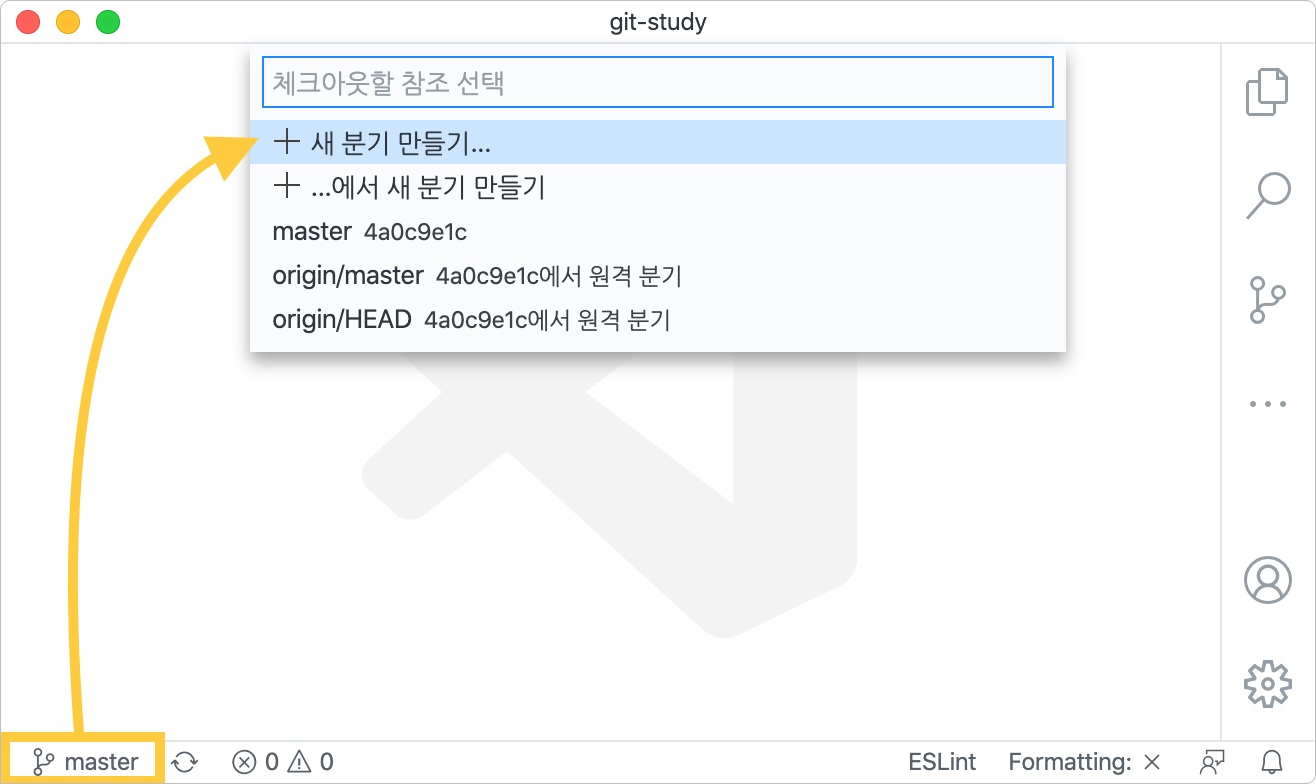 git-study
체크아웃할 참조 선택
새 분기 만들기...
...에서 새 분기 만들기
master 4a0c9e1c
origin/master 4a0c9e1c에서 원격 분기
origin/HEAD 4a0c9e1c에서 원격 분기
master 0 0 ESLint Formatting: ×